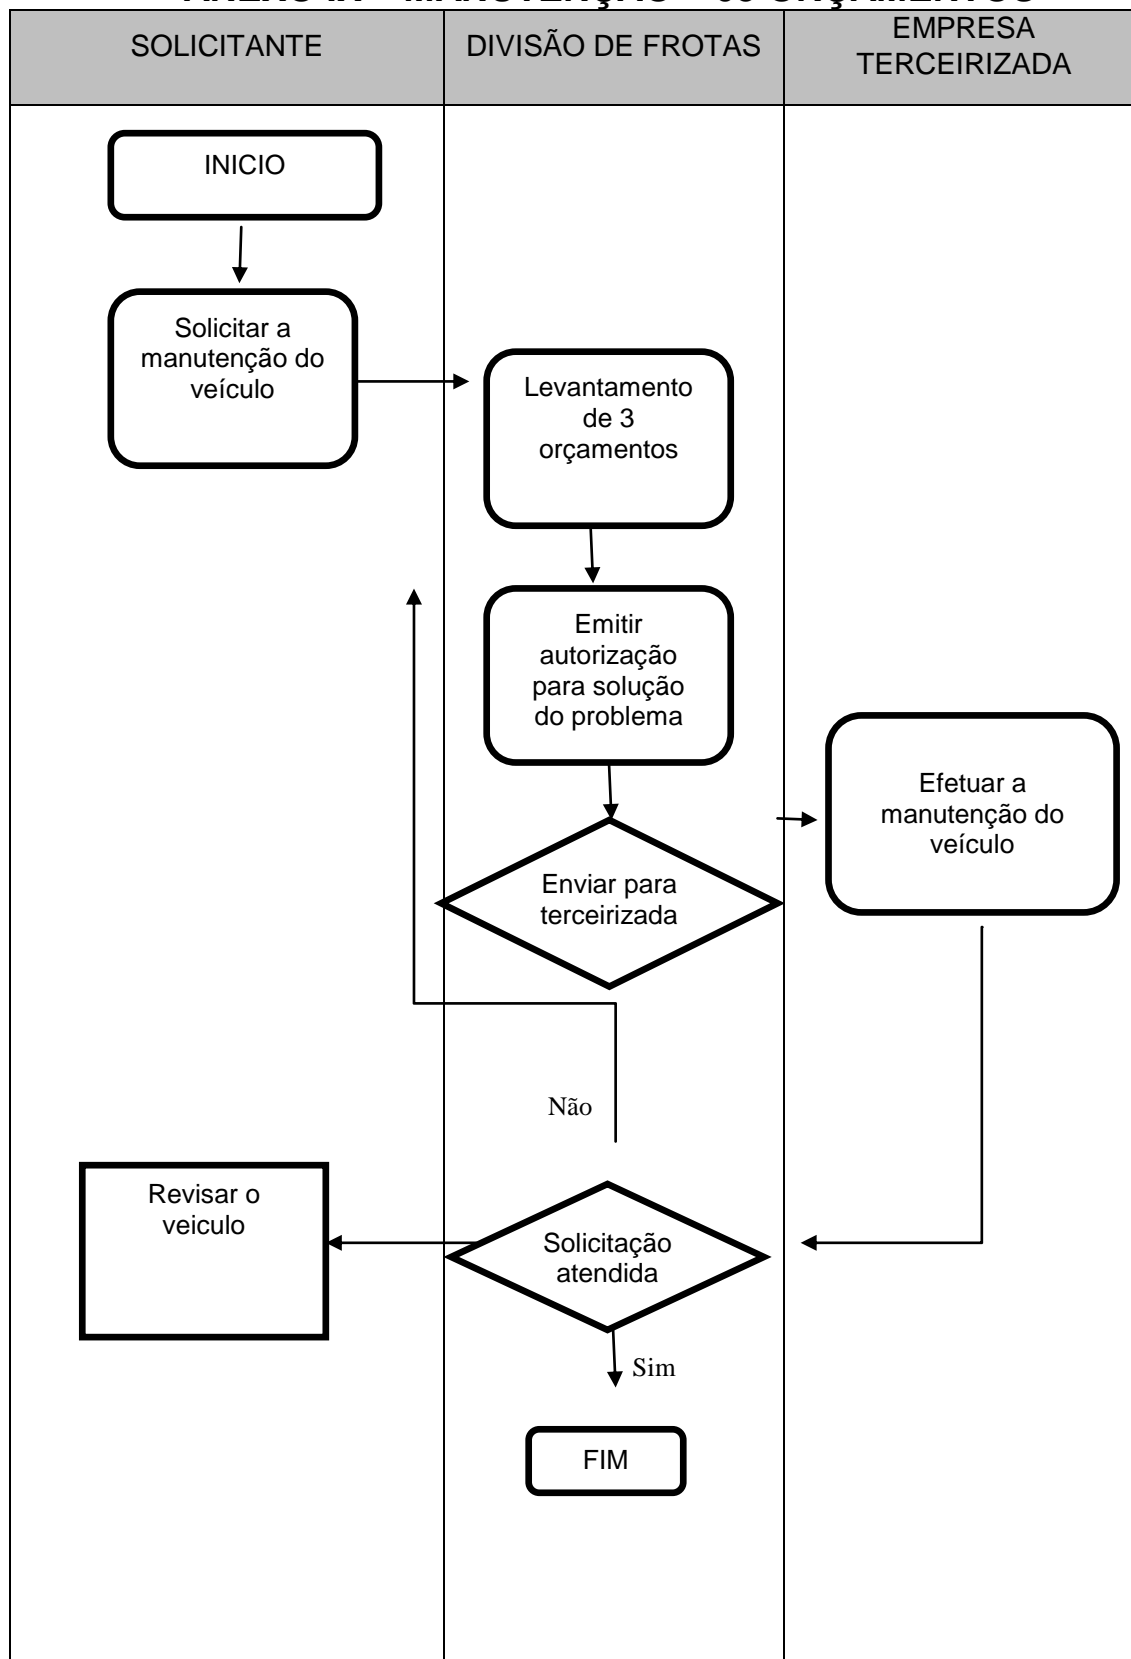 SOLICITANTE
DIVISÃO DE FROTAS
EMPRESA
TERCEIRIZADA
INICIO
Solicitar a
manutenção do
veículo
Levantamento
de 3
orçamentos
Emitir
autorização
para solução
do problema
Efetuar a
manutenção do
veículo
Enviar para
terceirizada
Não
Revisar o
veiculo
Solicitação
atendida
Sim
FIM